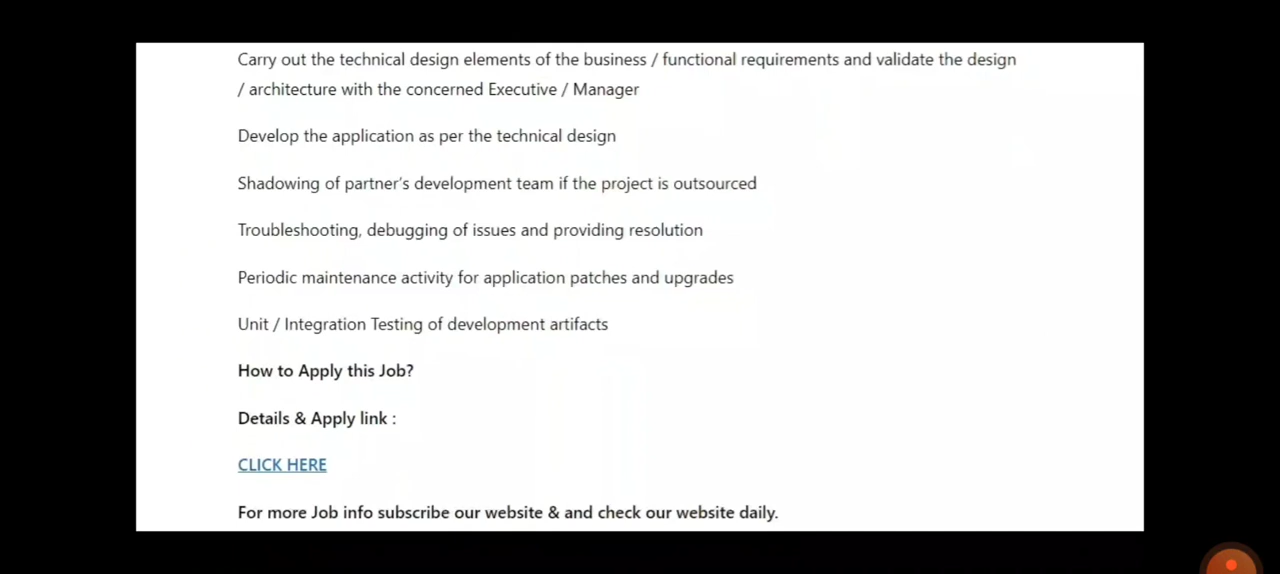 Carry out the technical design elements of the business / functional requirements and validate the design
/ architecture with the concerned Executive / Manager
Develop the application as per the technical design
Shadowing of partner’s development team if the project is outsourced
Troubleshooting, debugging of issues and providing resolution
Periodic maintenance activity for application patches and upgrades
Unit / Integration Testing of development artifacts
How to Apply this Job?
Details & Apply link :
CLICK HERE
For more Job info subscribe our website & and check our website daily.